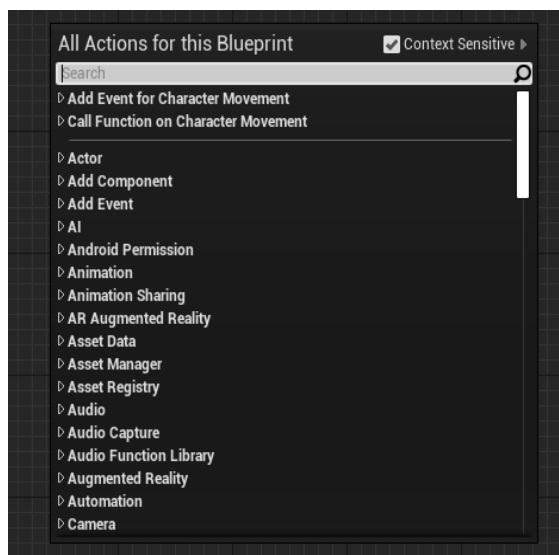 All Actions for this Blueprint
Context Sensitive
Search
Add Event for Character Movement
Call Function on Character Movement
Actor
Add Component
Add Event
AI
Android Permission
Animation
Animation Sharing
AR Augmented Reality
Asset Data
Asset Manager
Asset Registry
Audio
Audio Capture
Audio Function Library
Augmented Reality
Automation
Camera